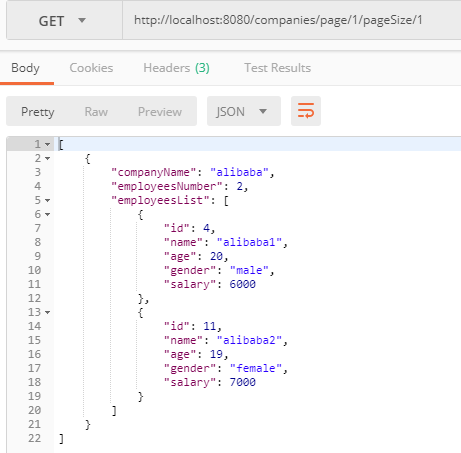 GET http://localhost:8080/companies/page/1/pageSize/1
Body Cookies Headers (3) Test Results
Pretty Raw Preview JSON
1 [
2 {
3 "companyName": "alibaba",
4 "employeesNumber": 2,
5 "employeesList": [
6 {
7 "id": 4,
8 "name": "alibaba1",
9 "age": 20,
10 "gender": "male",
11 "salary": 6000
12 },
13 {
14 "id": 11,
15 "name": "alibaba2",
16 "age": 19,
17 "gender": "female",
18 "salary": 7000
19 }
20 ]
21 }
22 ]